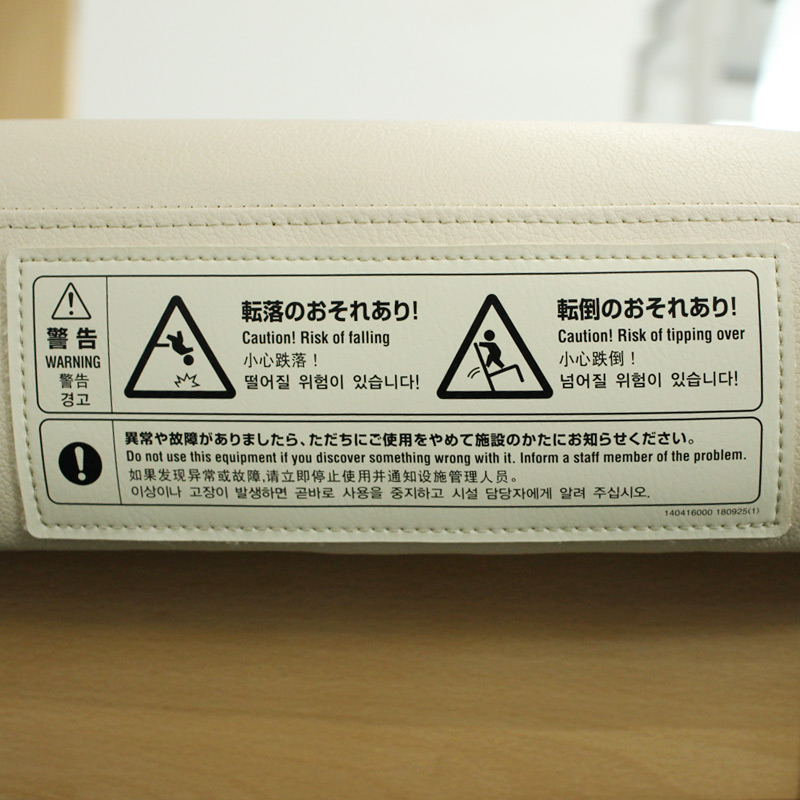 警告
WARNING
警告
경고
転落のおそれあり!
Caution! Risk of falling
小心跌落！
떨어질 위험이 있습니다!
転倒のおそれあり!
Caution! Risk of tipping over
小心跌倒！
넘어질 위험이 있습니다!
異常や故障がありましたら、ただちにご使用をやめて施設のかたにお知らせください。
Do not use this equipment if you discover something wrong with it. Inform a staff member of the problem.
如果发现异常或故障,请立即停止使用并通知设施管理人员。
이상이나 고장이 발생하면 곧바로 사용을 중지하고 시설 담당자에게 알려 주십시오.
140416000 180925(1)